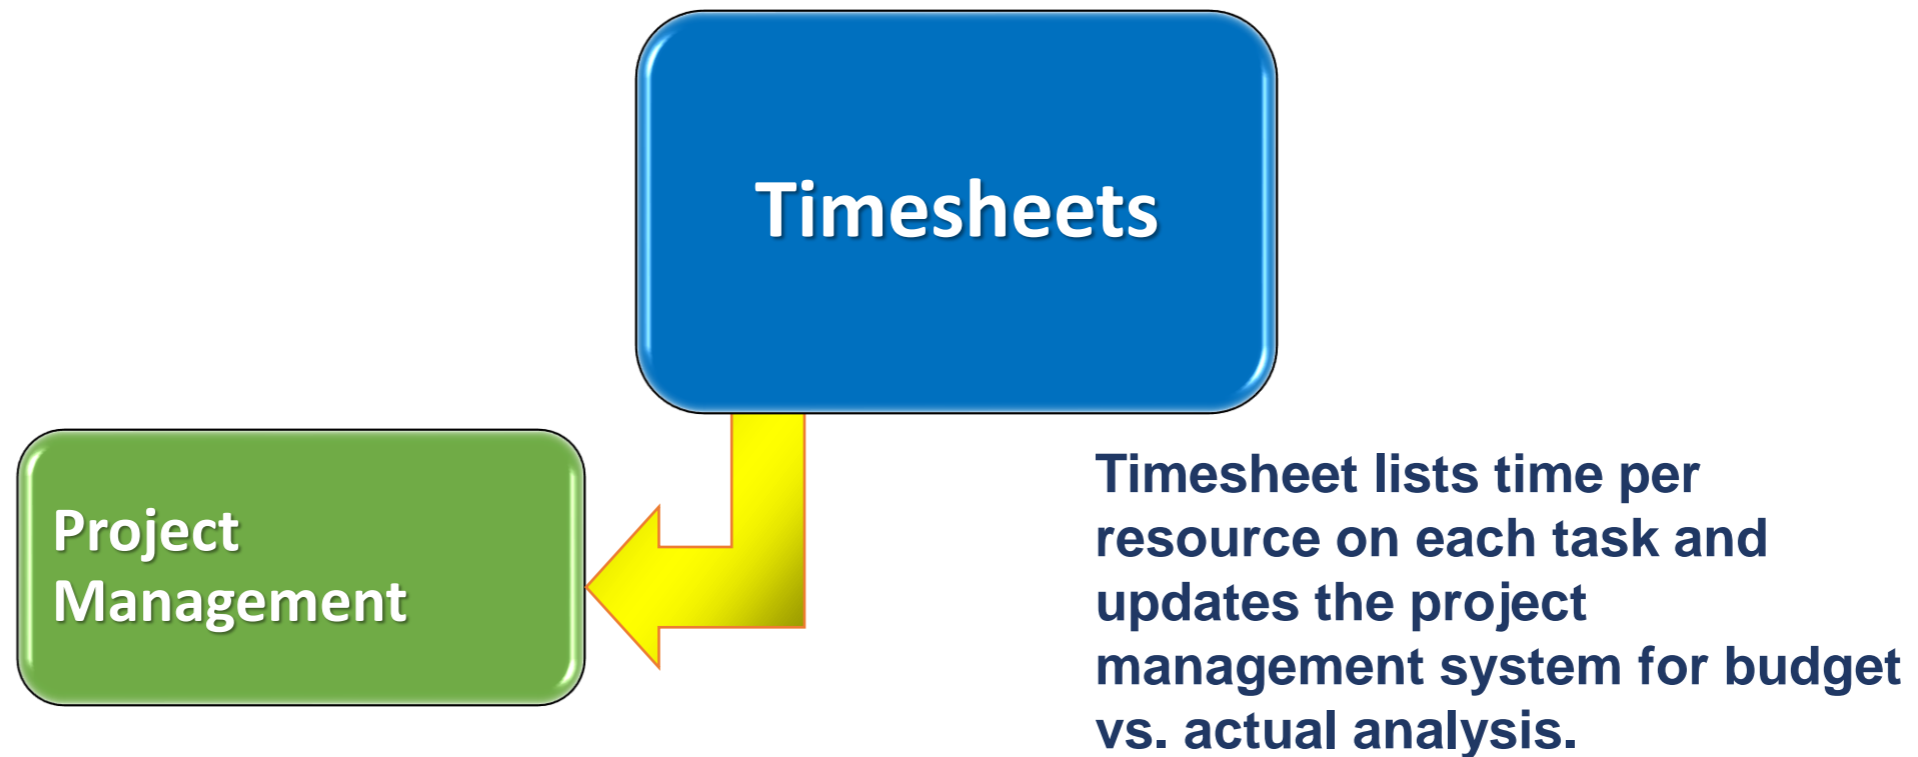 Timesheets
Project
Management
Timesheet lists time per
resource on each task and
updates the project
management system for budget
vs. actual analysis.